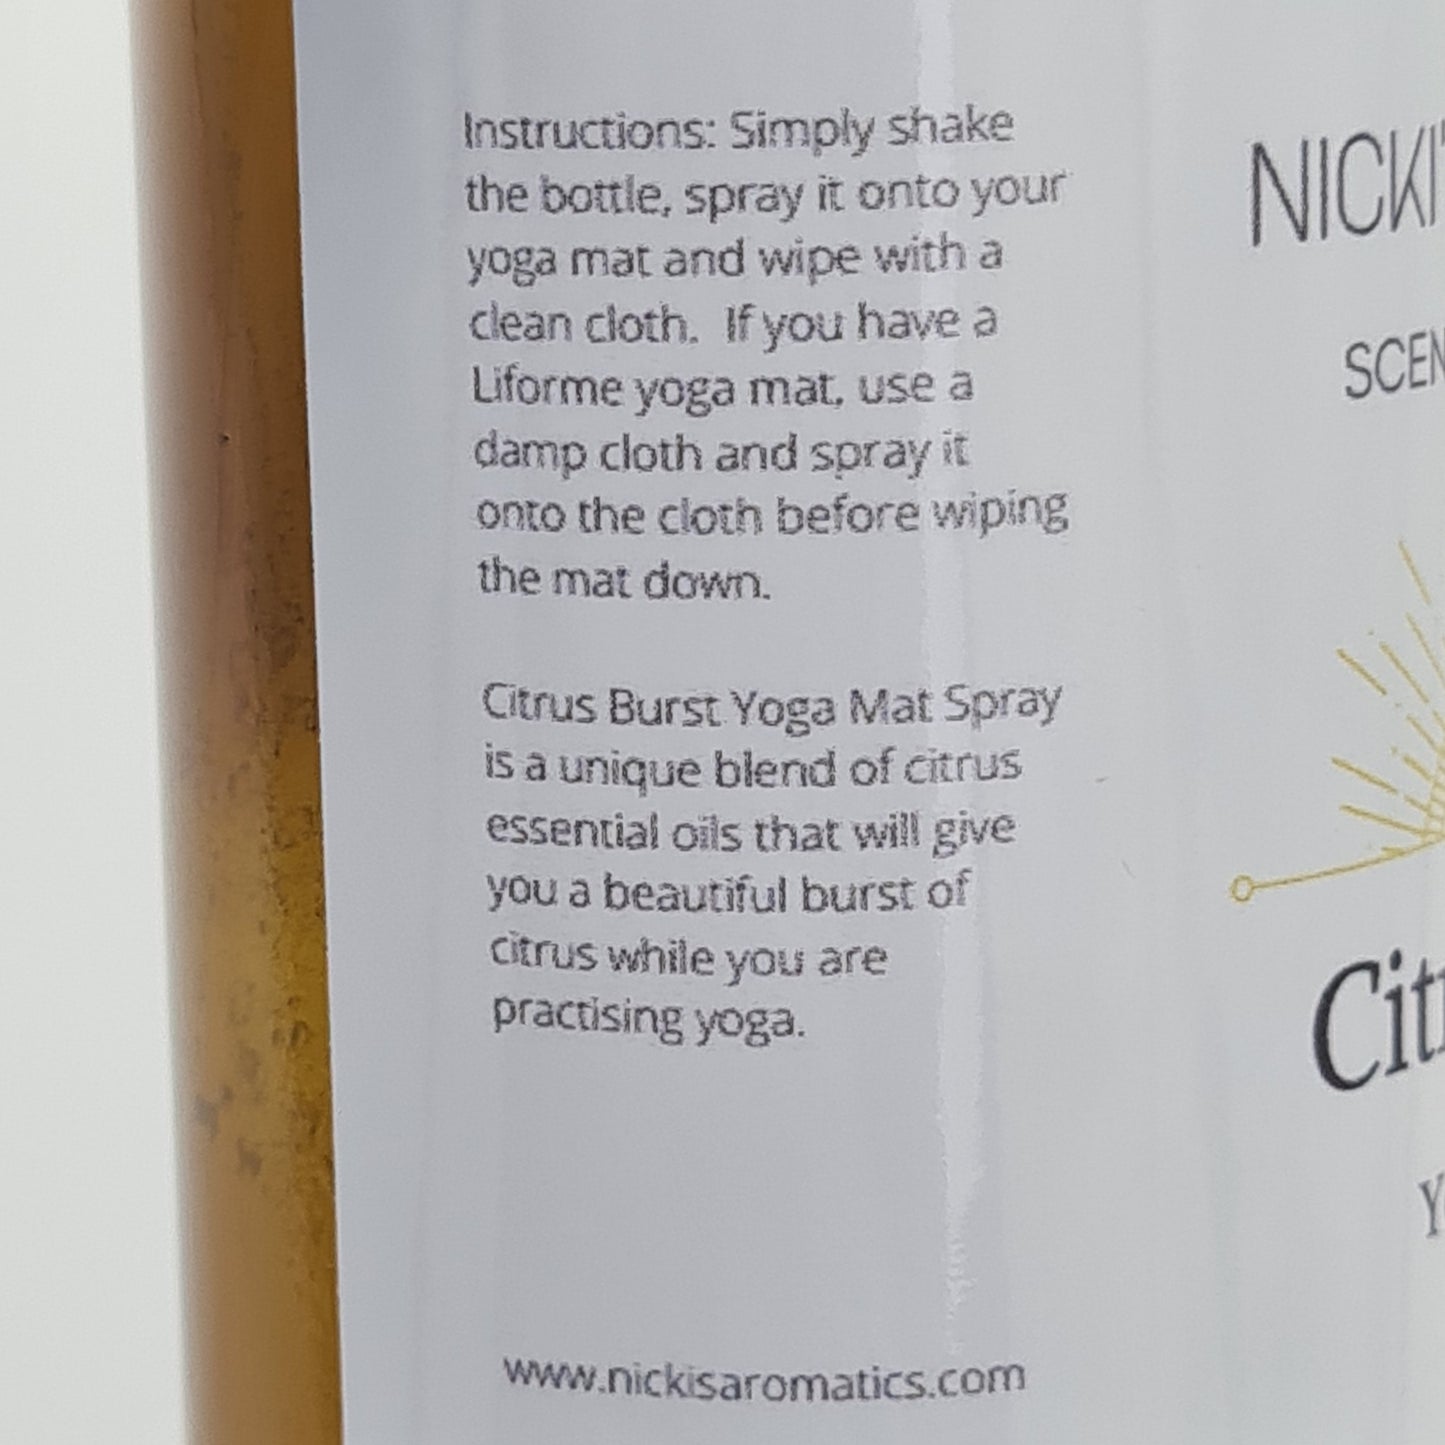 Instructions: Simply shake
the bottle, spray it onto your
yoga mat and wipe with a
clean cloth.  If you have a
Liforme yoga mat, use a
damp cloth and spray it
onto the cloth before wiping
the mat down.
Citrus Burst Yoga Mat Spray
is a unique blend of citrus
essential oils that will give
you a beautiful burst of
citrus while you are
practising yoga.
www.nickisaromatics.com
NICKI
SCEN
Cit
Y